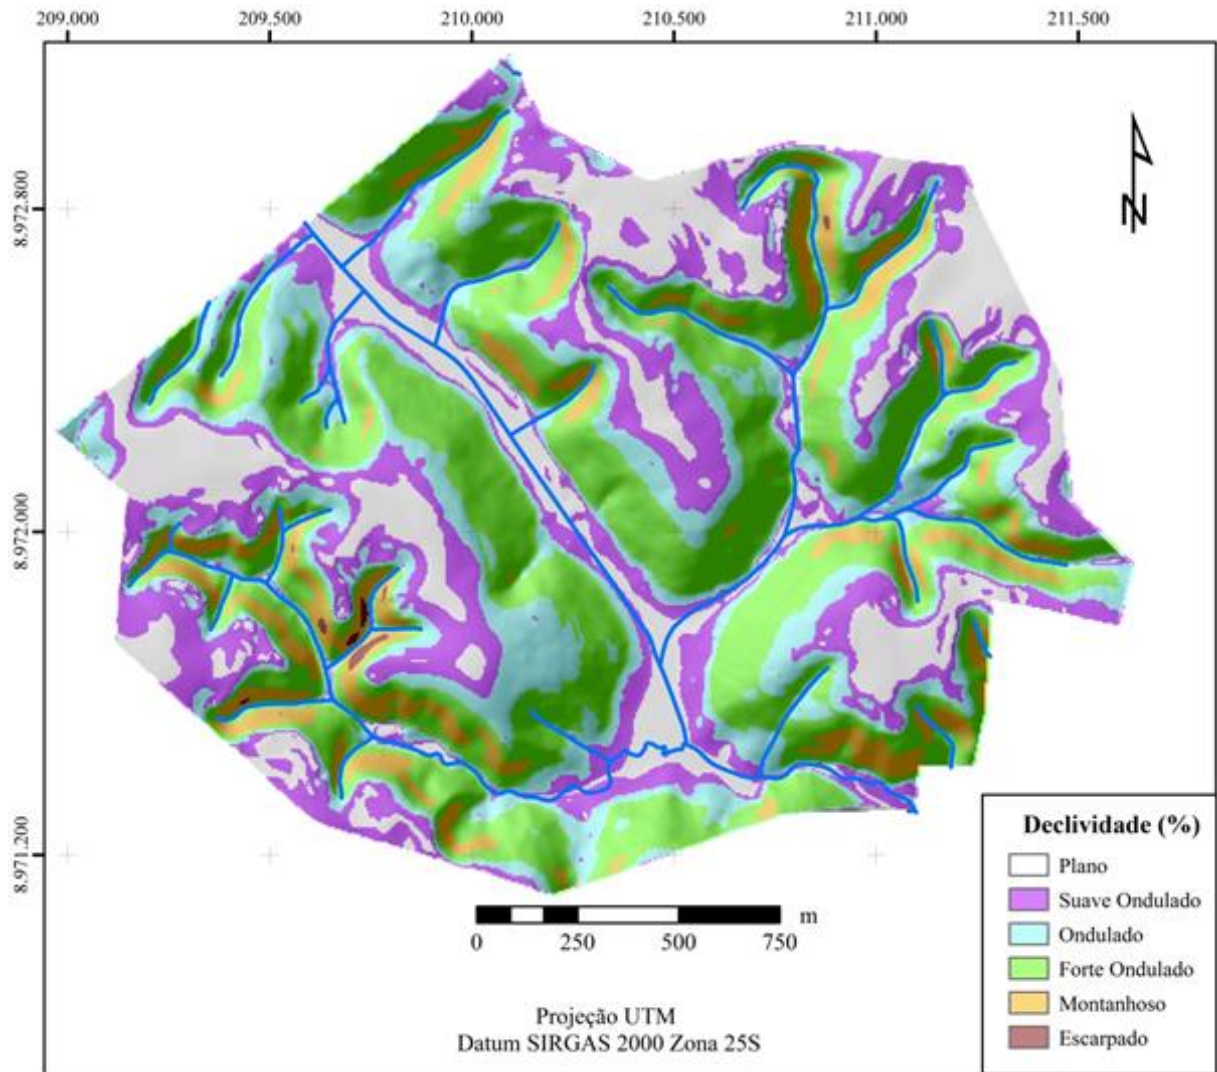 209.000 209.500 210.000 210.500 211.000 211.500
8.972.800
8.972.000
8.971.200
N
0 250 500 750 m
Projeção UTM
Datum SIRGAS 2000 Zona 25S
Declividade (%)
Plano
Suave Ondulado
Ondulado
Forte Ondulado
Montanhoso
Escarpado